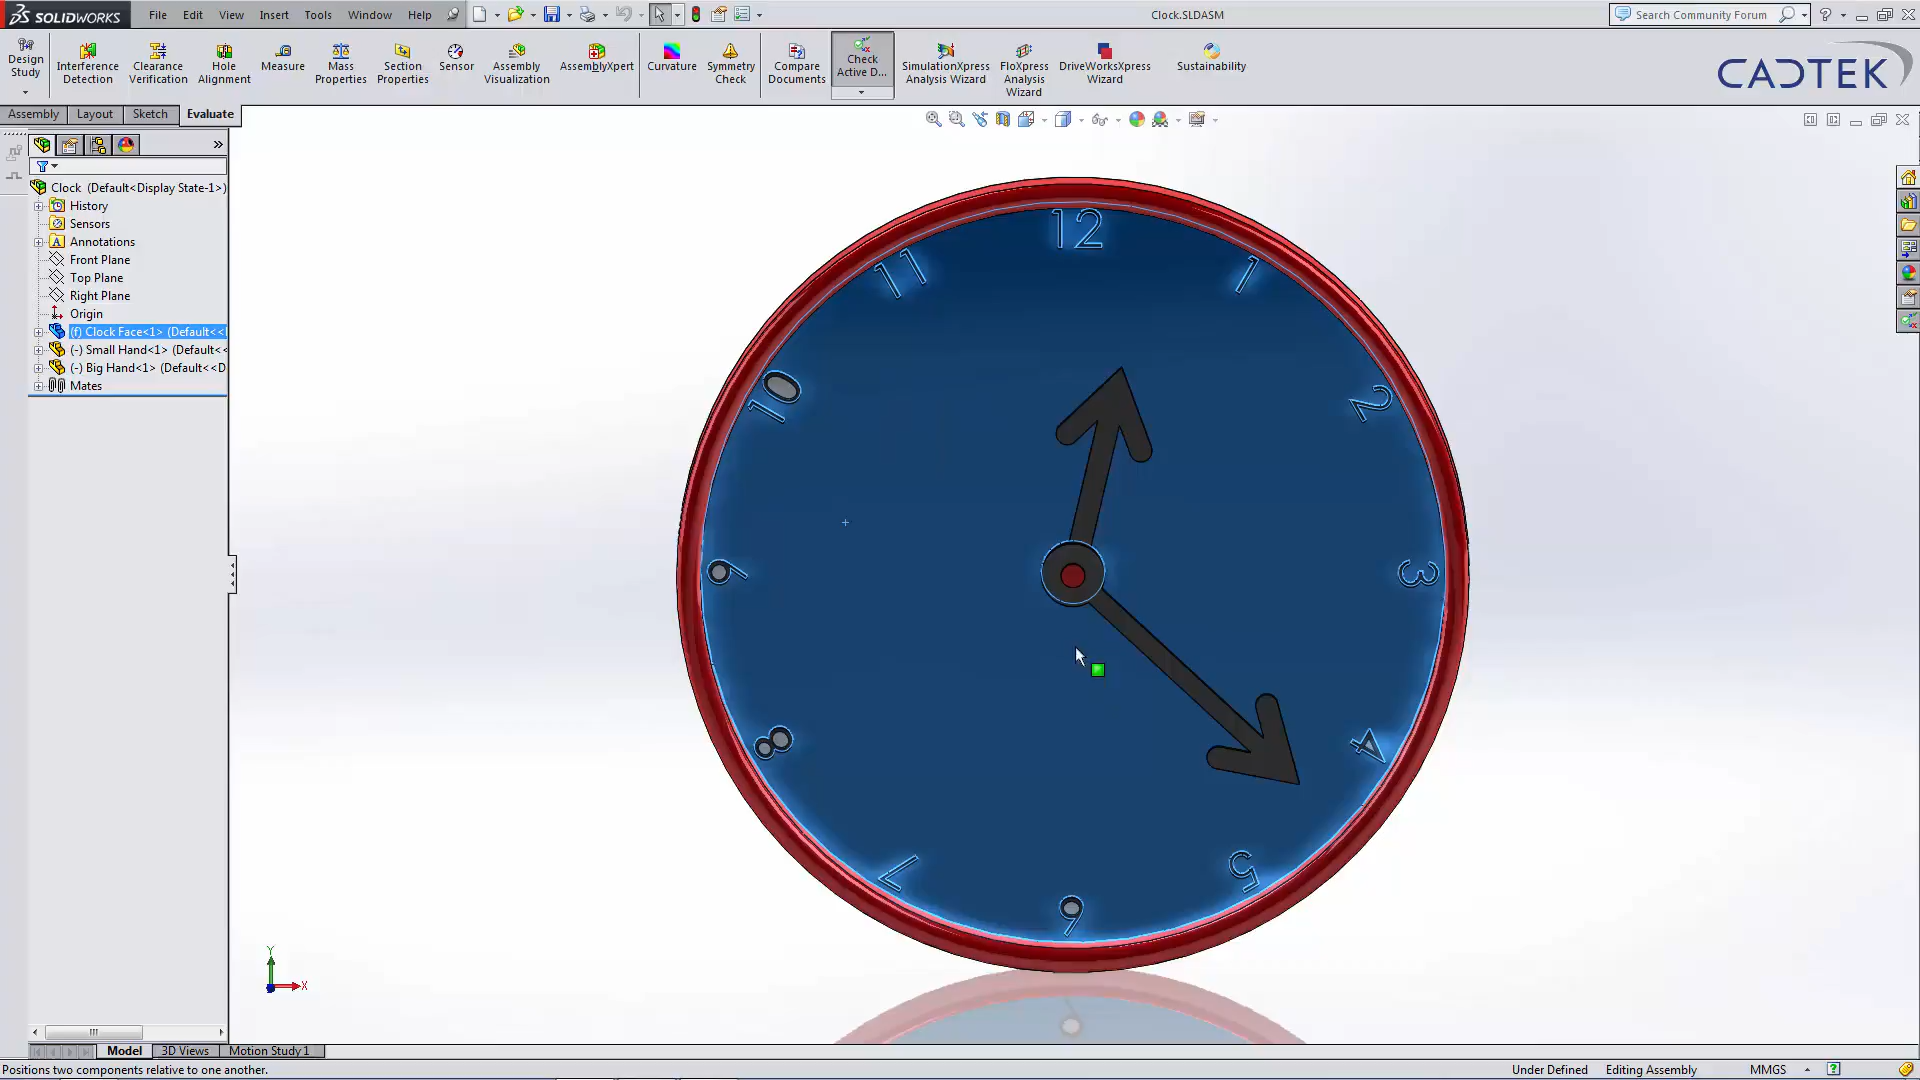 SOLIDWORKS File Edit View Insert Tools Window Help Clock.SLDASM Search Community Forum
Design Study
Interference Detection
Clearance Verification
Hole Alignment
Measure
Mass Properties
Section Properties
Sensor
Assembly Visualization
AssemblyXpert
Curvature
Symmetry Check
Compare Documents
Check Active D...
SimulationXpress Analysis Wizard
FloXpress Analysis Wizard
DriveWorksXpress Wizard
Sustainability
CADTEK
Assembly Layout Sketch Evaluate
Clock (Default<Display State-1>)
History
Sensors
Annotations
Front Plane
Top Plane
Right Plane
Origin
(f) Clock Face<1> (Default<<
(-) Small Hand<1> (Default<<
(-) Big Hand<1> (Default<<D
Mates
12
11
1
10
2
9
3
8
4
7
5
6
Y
X
Model 3D Views Motion Study 1
Positions two components relative to one another. Under Defined Editing Assembly MMGS